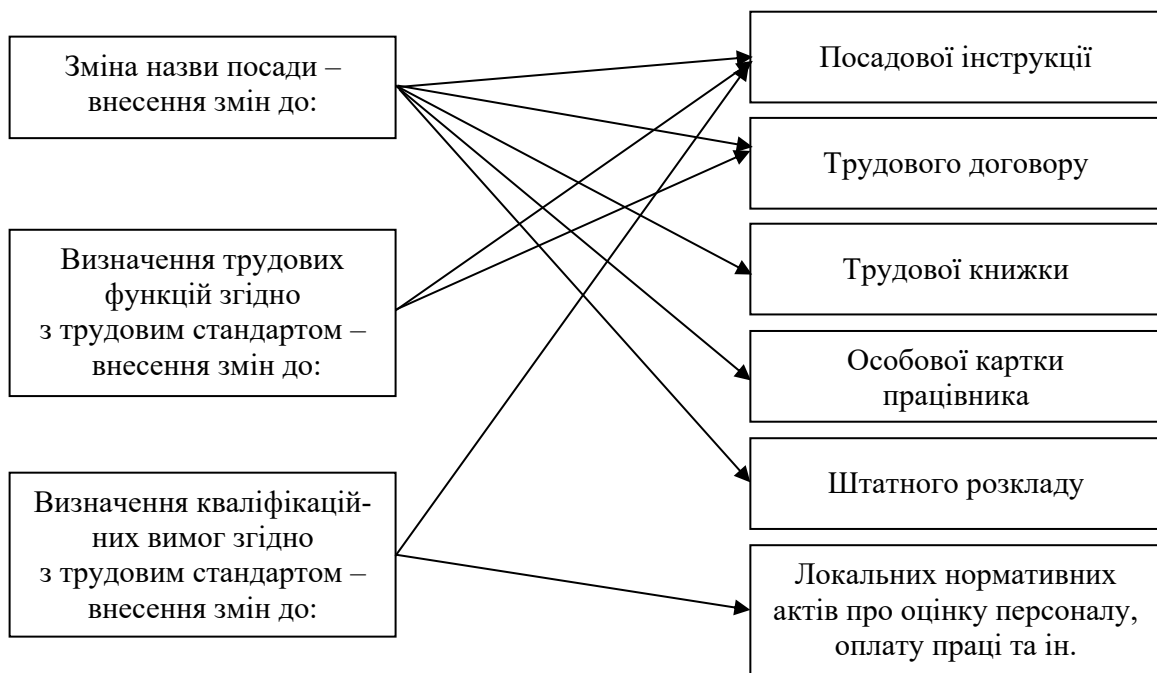 Зміна назви посади –
внесення змін до:
Визначення трудових
функцій згідно
з трудовим стандартом –
внесення змін до:
Визначення кваліфікацій-
них вимог згідно
з трудовим стандартом –
внесення змін до:
Посадової інструкції
Трудового договору
Трудової книжки
Особової картки
працівника
Штатного розкладу
Локальних нормативних
актів про оцінку персоналу,
оплату праці та ін.